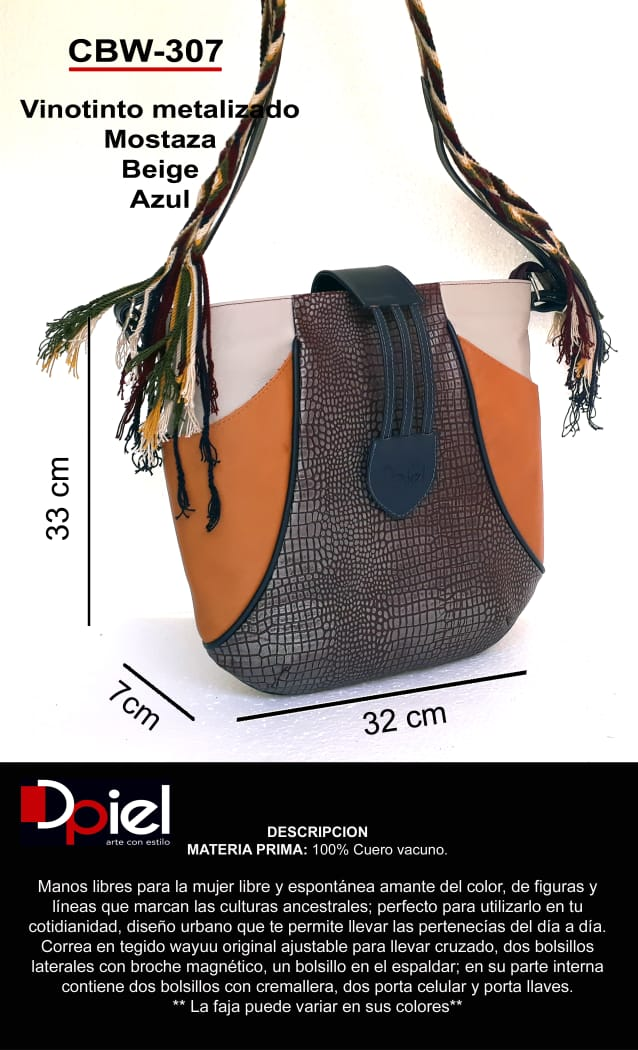 CBW-307
Vinotinto metalizado
Mostaza
Beige
Azul
Dpiel
33 cm
7cm
32 cm
Dpiel
arte con estilo
DESCRIPCION
MATERIA PRIMA: 100% Cuero vacuno.
Manos libres para la mujer libre y espontánea amante del color, de figuras y
líneas que marcan las culturas ancestrales; perfecto para utilizarlo en tu
cotidianidad, diseño urbano que te permite llevar las pertenecías del día a día.
Correa en tegido wayuu original ajustable para llevar cruzado, dos bolsillos
laterales con broche magnético, un bolsillo en el espaldar; en su parte interna
contiene dos bolsillos con cremallera, dos porta celular y porta llaves.
** La faja puede variar en sus colores**